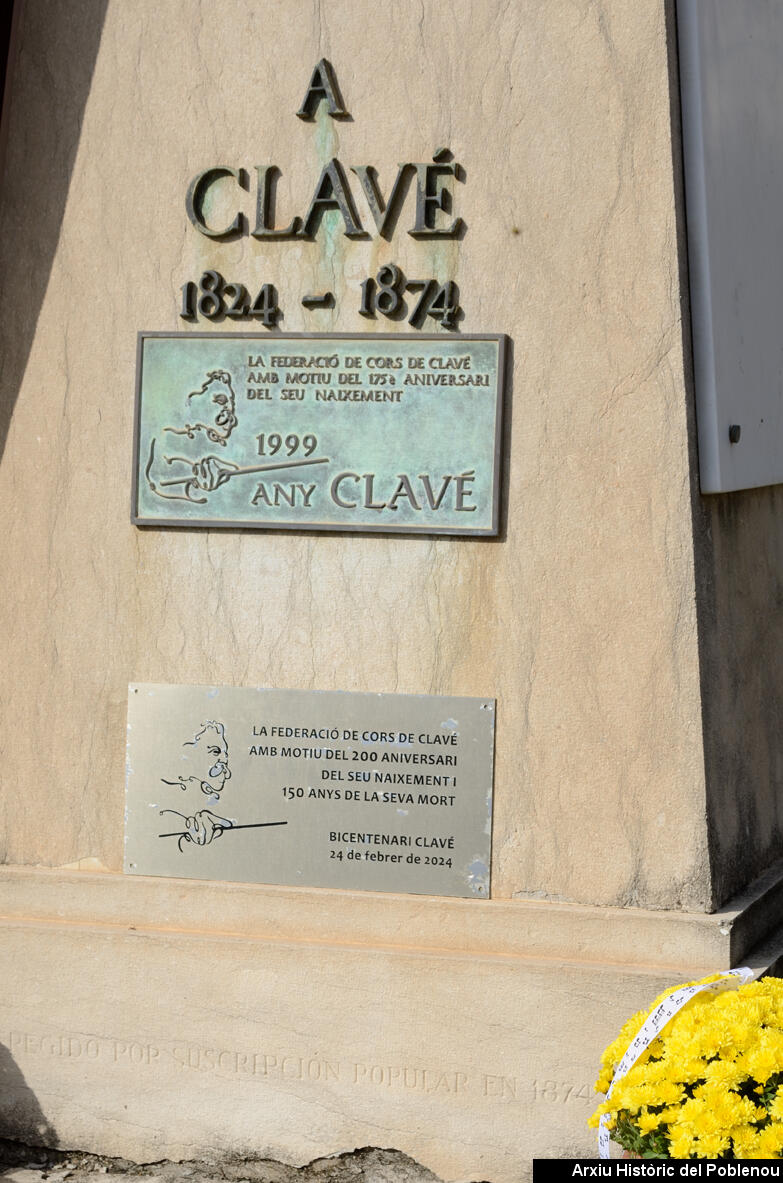 A
CLAVÉ
1824 - 1874
LA FEDERACIÓ DE CORS DE CLAVÉ
AMB MOTIU DEL 175è ANIVERSARI
DEL SEU NAIXEMENT
1999
ANY CLAVÉ
LA FEDERACIÓ DE CORS DE CLAVÉ
AMB MOTIU DEL 200 ANIVERSARI
DEL SEU NAIXEMENT I
150 ANYS DE LA SEVA MORT
BICENTENARI CLAVÉ
24 de febrer de 2024
POR SUSCRIPCIÓN POPULAR EN 1874
Arxiu Històric del Poblenou